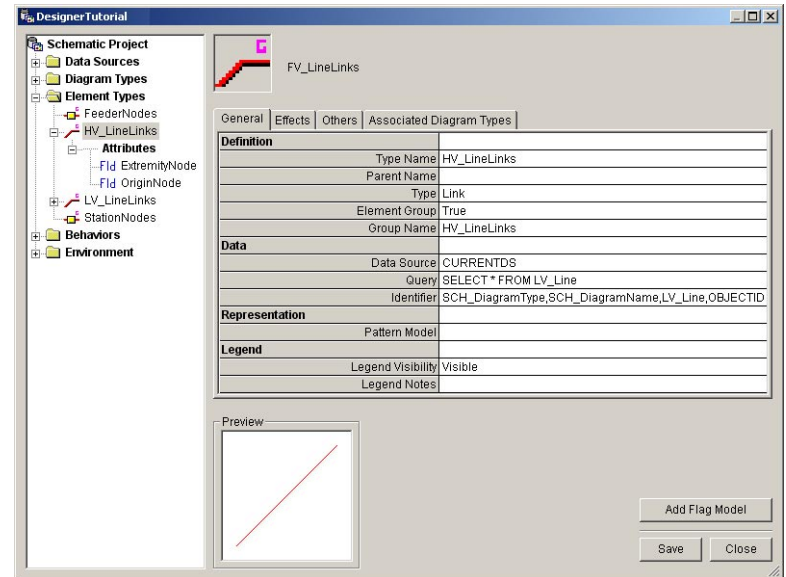 DesignerTutorial
Schematic Project
Data Sources
Diagram Types
Element Types
FeederNodes
HV_LineLinks
Attributes
Fld ExtremityNode
Fld OriginNode
LV_LineLinks
StationNodes
Behaviors
Environment
G
FV_LineLinks
General Effects Others Associated Diagram Types
Definition
Type Name HV_LineLinks
Parent Name
Type Link
Element Group True
Group Name HV_LineLinks
Data
Data Source CURRENTDS
Query SELECT * FROM LV_Line
Identifier SCH_DiagramType,SCH_DiagramName,LV_Line,OBJECTID
Representation
Pattern Model
Legend
Legend Visibility Visible
Legend Notes
Preview
Add Flag Model
Save Close